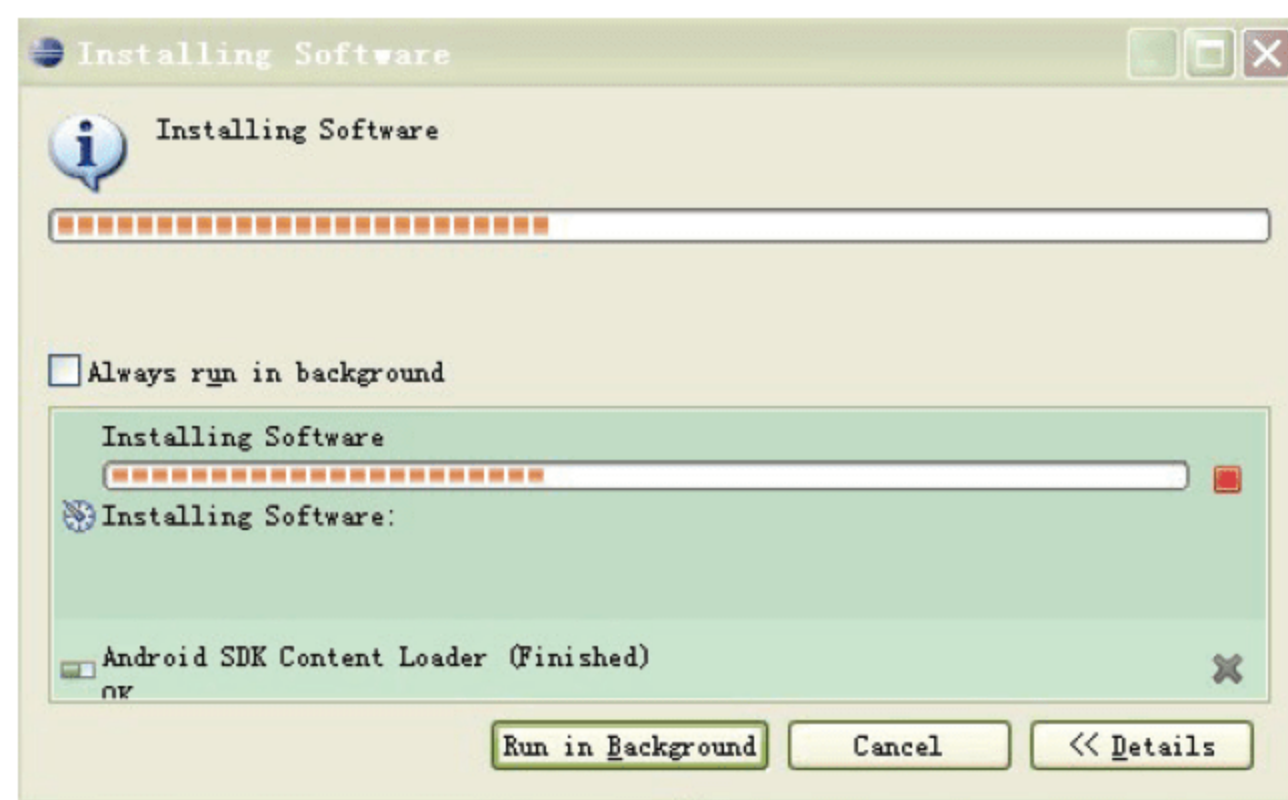 Installing Software
Installing Software
Always run in background
Installing Software
Installing Software:
Android SDK Content Loader (Finished)
OK
Run in Background
Cancel
<< Details